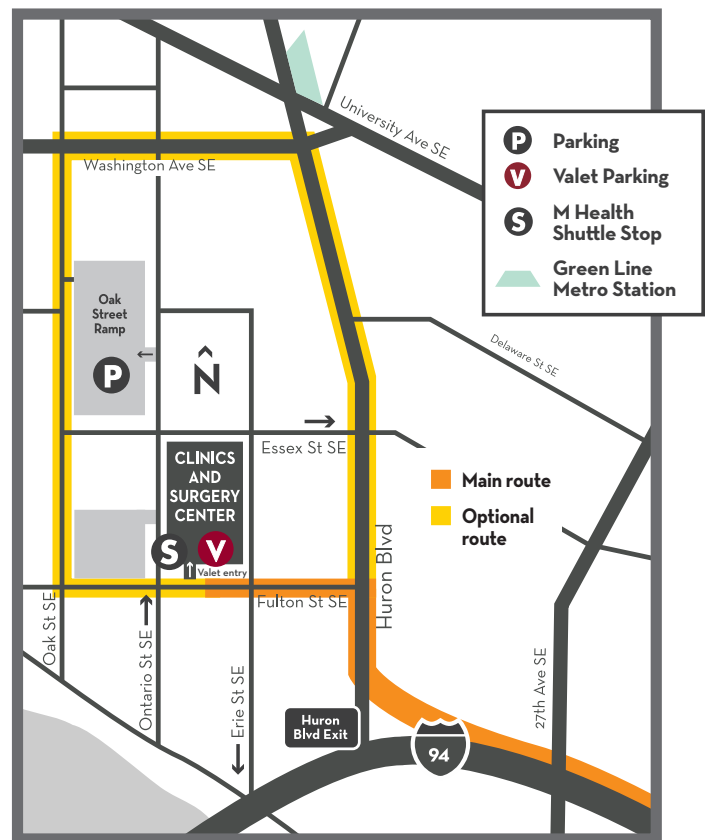 University Ave SE
Washington Ave SE
P
Parking
V
Valet Parking
S
M Health
Shuttle Stop
Green Line
Metro Station
Oak
Street
Ramp
←
P
N
Delaware St SE
→
Essex St SE
CLINICS
AND
SURGERY
CENTER
S
V
Valet entry
Main route
Optional
route
Huron Blvd
Fulton St SE
Oak St SE
Ontario St SE
Erie St SE
27th Ave SE
Huron
Blvd Exit
94